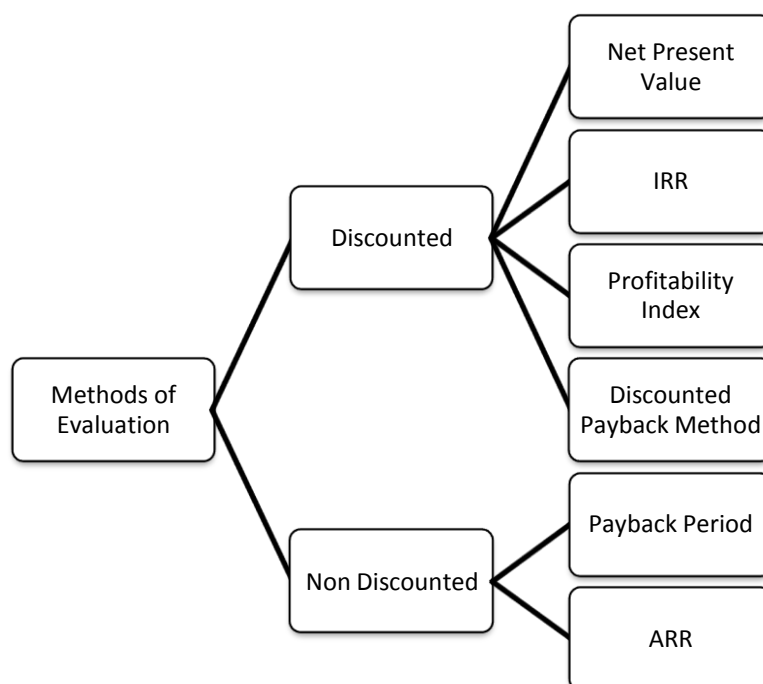 Net Present
Value
IRR
Discounted
Profitability
Index
Methods of
Evaluation
Discounted
Payback Method
Payback Period
Non Discounted
ARR